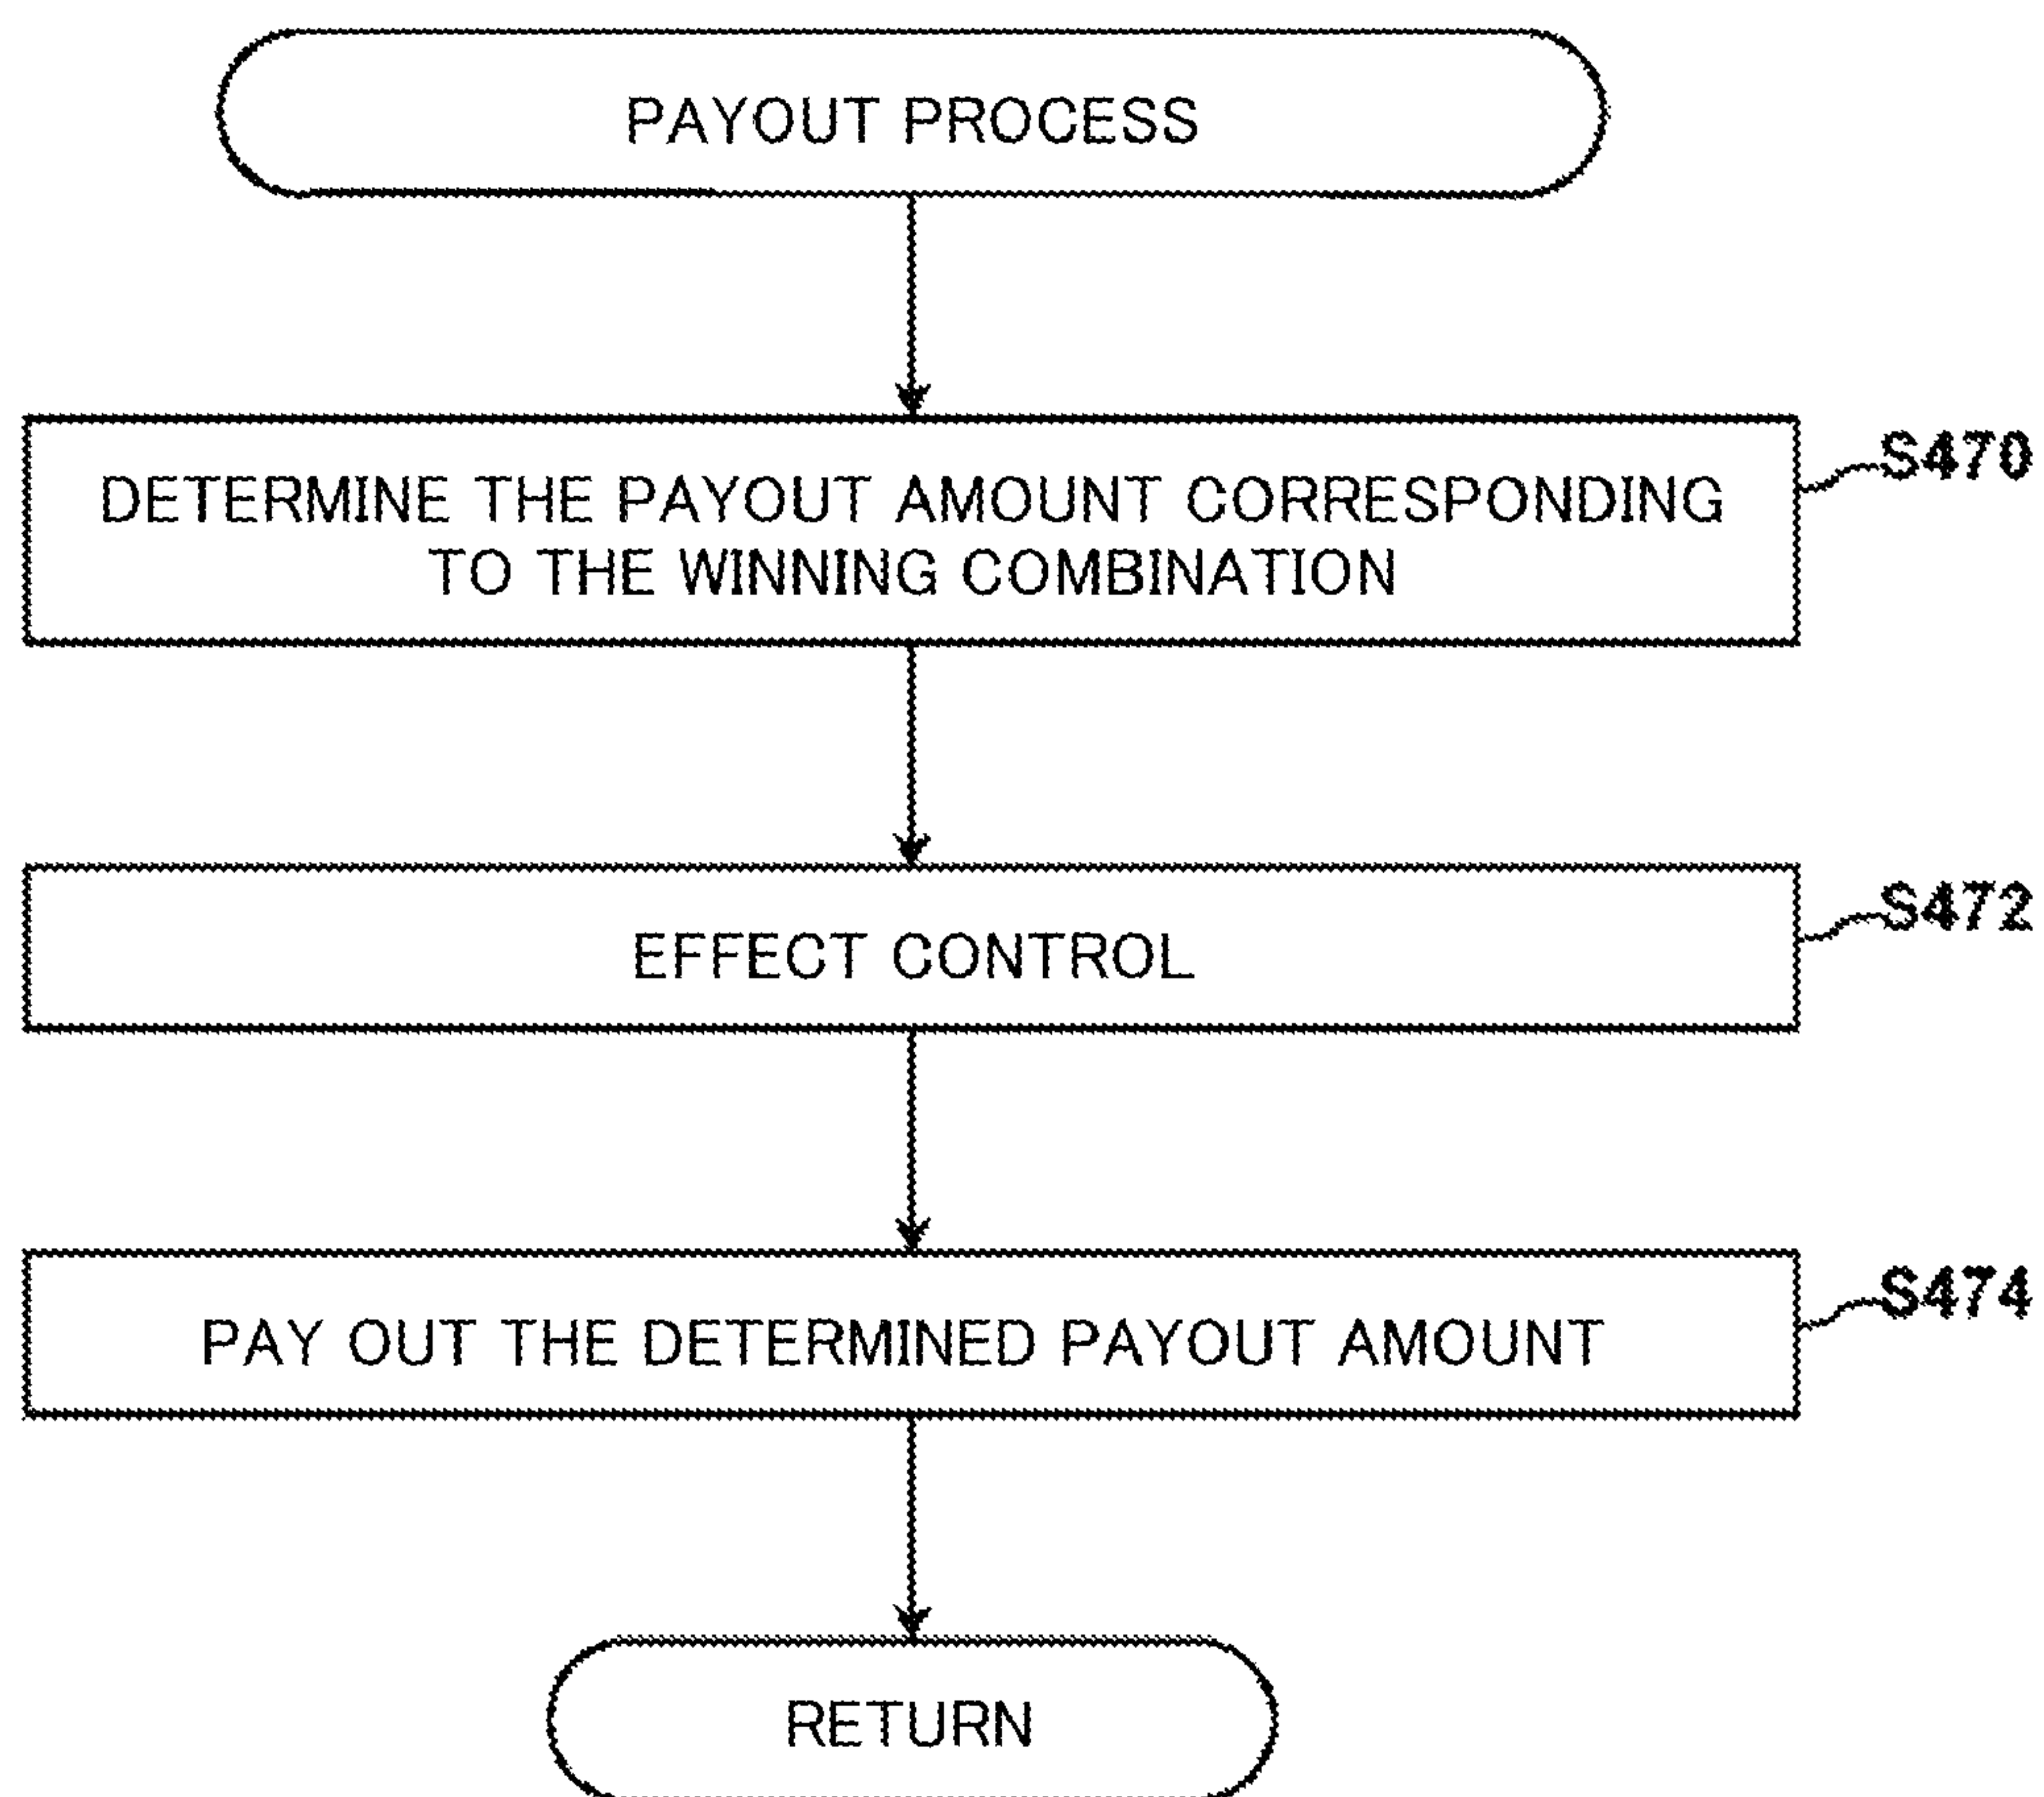 PAYOUT PROCESS
DETERMINE THE PAYOUT AMOUNT CORRESPONDING
TO THE WINNING COMBINATION
S470
EFFECT CONTROL
S472
PAY OUT THE DETERMINED PAYOUT AMOUNT
S474
RETURN